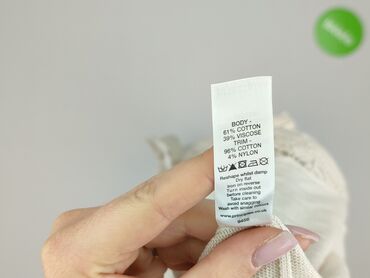 BODY -
61% COTTON
39% VISCOSE
TRIM -
96% COTTON
4% NYLON
Reshape whilst damp
Dry flat
iron on reverse
Turn inside out
before cleaning
Take care to
avoid snagging
Wash with similar colours